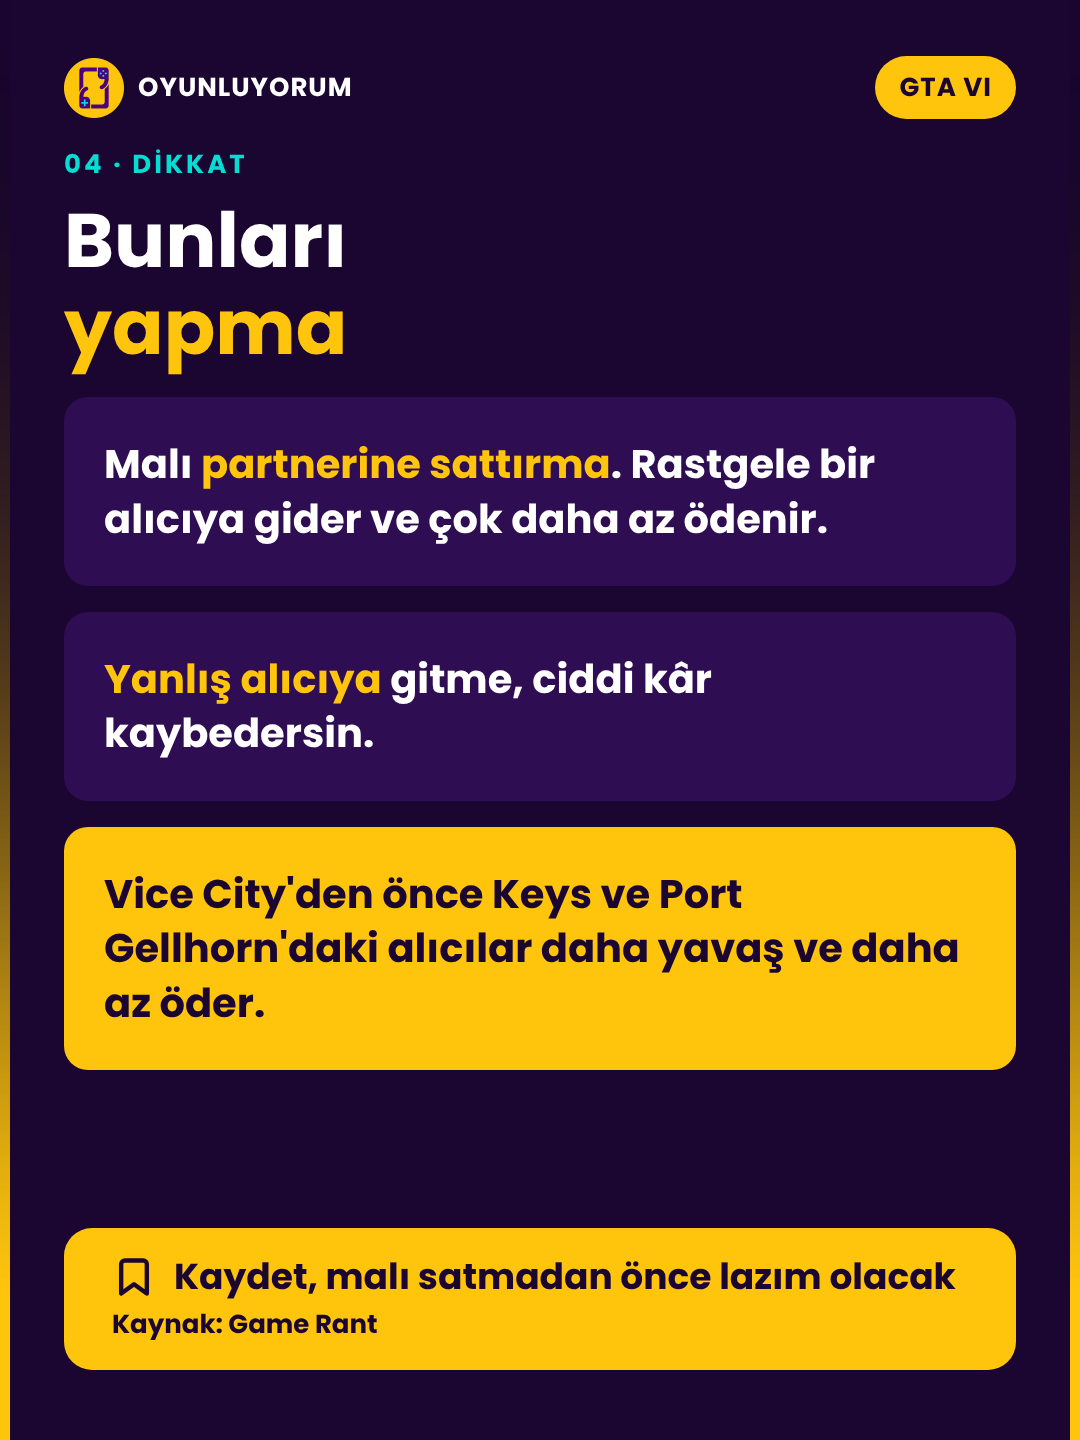 OYUNLUYORUM
GTA VI
04 · DİKKAT
Bunları
yapma
Malı partnerine sattırma. Rastgele bir
alıcıya gider ve çok daha az ödenir.
Yanlış alıcıya gitme, ciddi kâr
kaybedersin.
Vice City'den önce Keys ve Port
Gellhorn'daki alıcılar daha yavaş ve daha
az öder.
Kaydet, malı satmadan önce lazım olacak
Kaynak: Game Rant